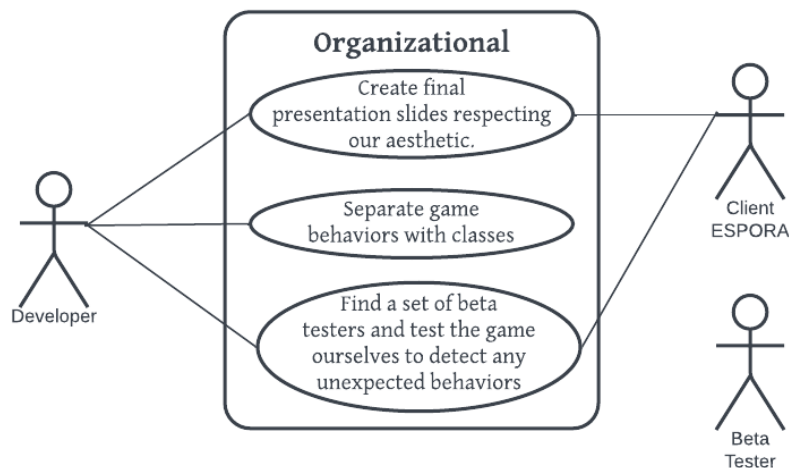 Organizational
Create final
presentation slides respecting
our aesthetic.
Separate game
behaviors with classes
Find a set of beta
testers and test the game
ourselves to detect any
unexpected behaviors
Developer
Client
ESPORA
Beta
Tester